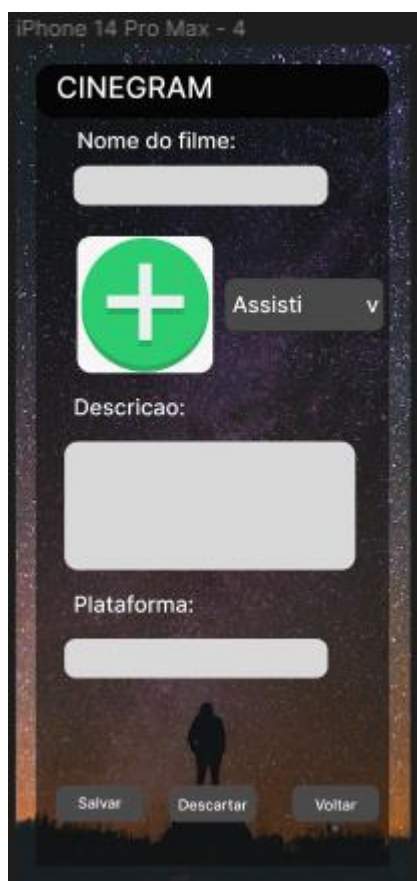 iPhone 14 Pro Max - 4
CINEGRAM
Nome do filme:
Assisti v
Descricao:
Plataforma:
Salvar Descartar Voltar